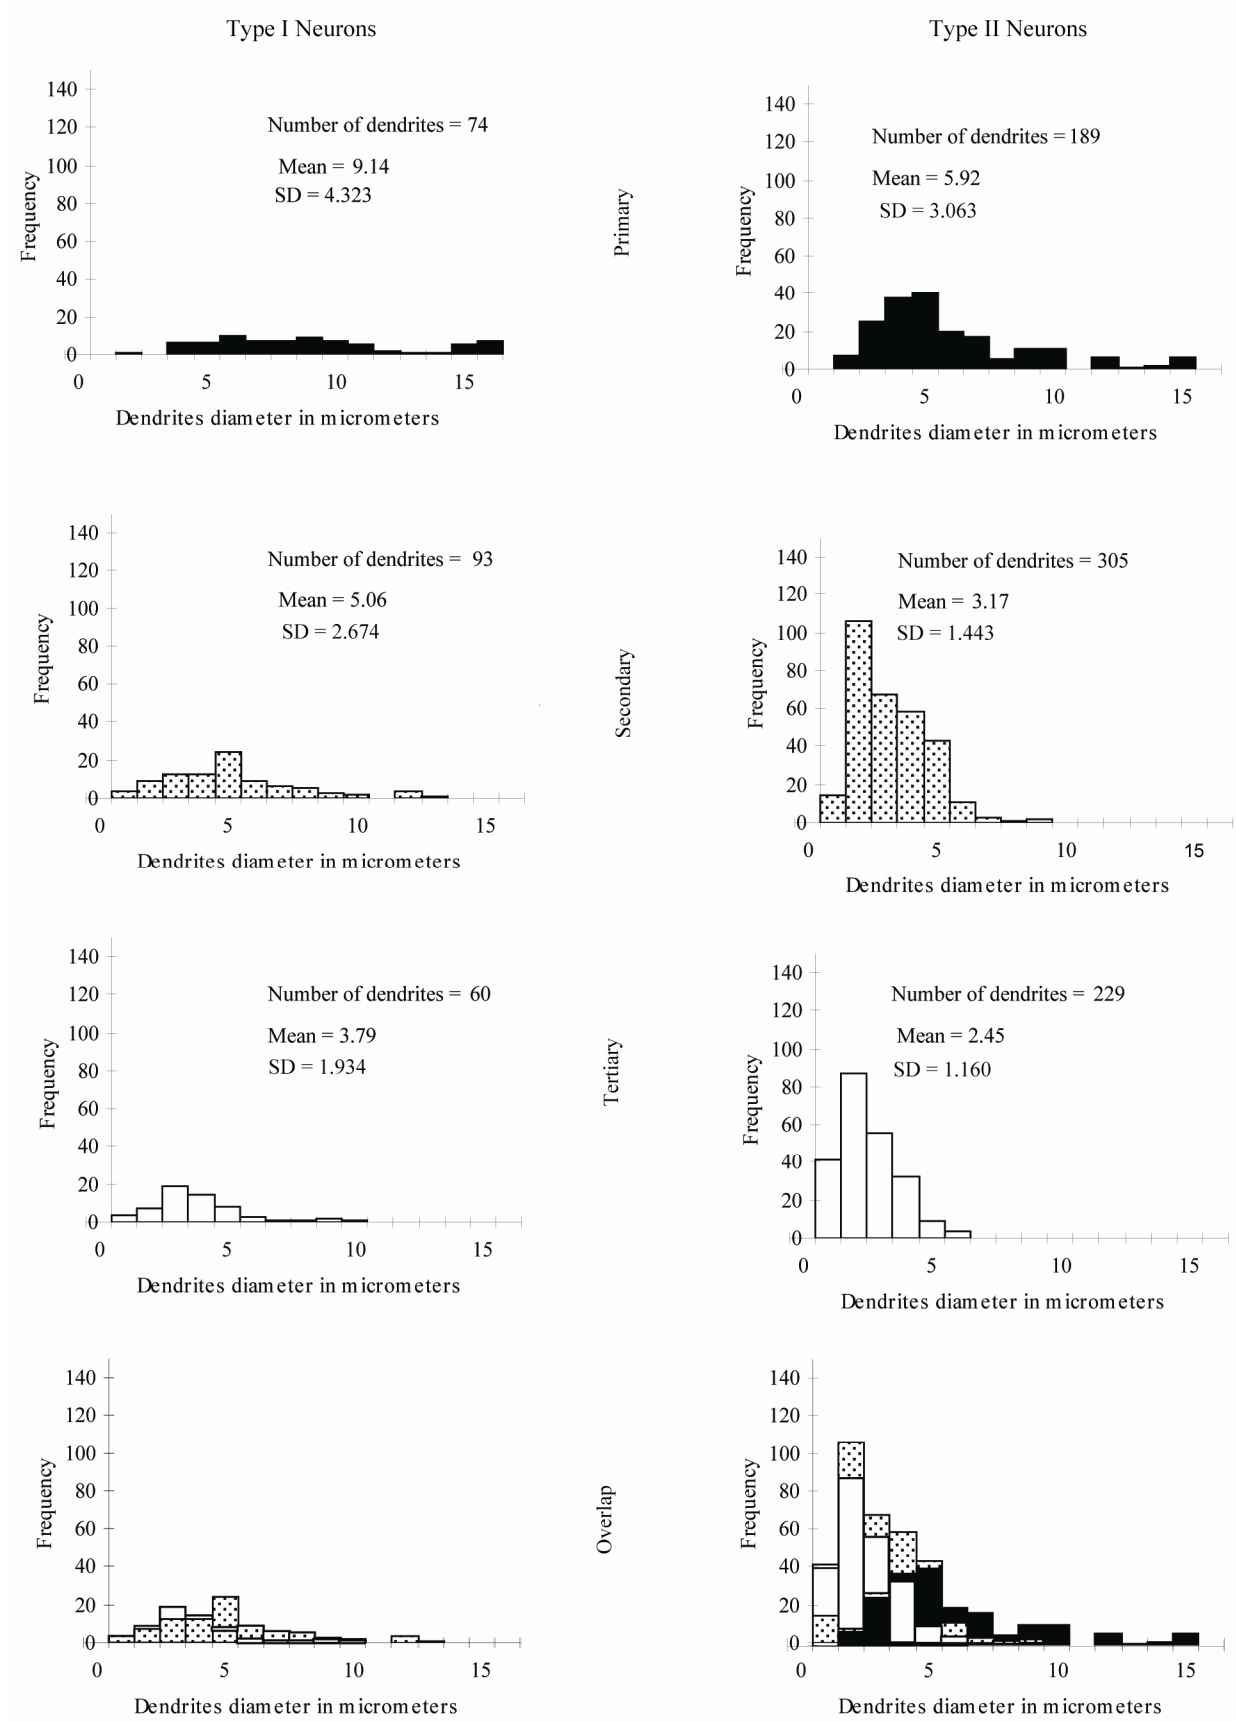 Type I Neurons
Type II Neurons
140
120
100
80
60
40
20
0
Frequency
Number of dendrites = 74
Mean = 9.14
SD = 4.323
0 5 10 15
Dendrites diameter in micrometers
Primary
140
120
100
80
60
40
20
0
Frequency
Number of dendrites = 189
Mean = 5.92
SD = 3.063
0 5 10 15
Dendrites diameter in micrometers
140
120
100
80
60
40
20
0
Frequency
Number of dendrites = 93
Mean = 5.06
SD = 2.674
0 5 10 15
Dendrites diameter in micrometers
Secondary
140
120
100
80
60
40
20
0
Frequency
Number of dendrites = 305
Mean = 3.17
SD = 1.443
0 5 10 15
Dendrites diameter in micrometers
140
120
100
80
60
40
20
0
Frequency
Number of dendrites = 60
Mean = 3.79
SD = 1.934
0 5 10 15
Dendrites diameter in micrometers
Tertiary
140
120
100
80
60
40
20
0
Frequency
Number of dendrites = 229
Mean = 2.45
SD = 1.160
0 5 10 15
Dendrites diameter in micrometers
140
120
100
80
60
40
20
0
Frequency
0 5 10 15
Dendrites diameter in micrometers
Overlap
140
120
100
80
60
40
20
0
Frequency
0 5 10 15
Dendrites diameter in micrometers